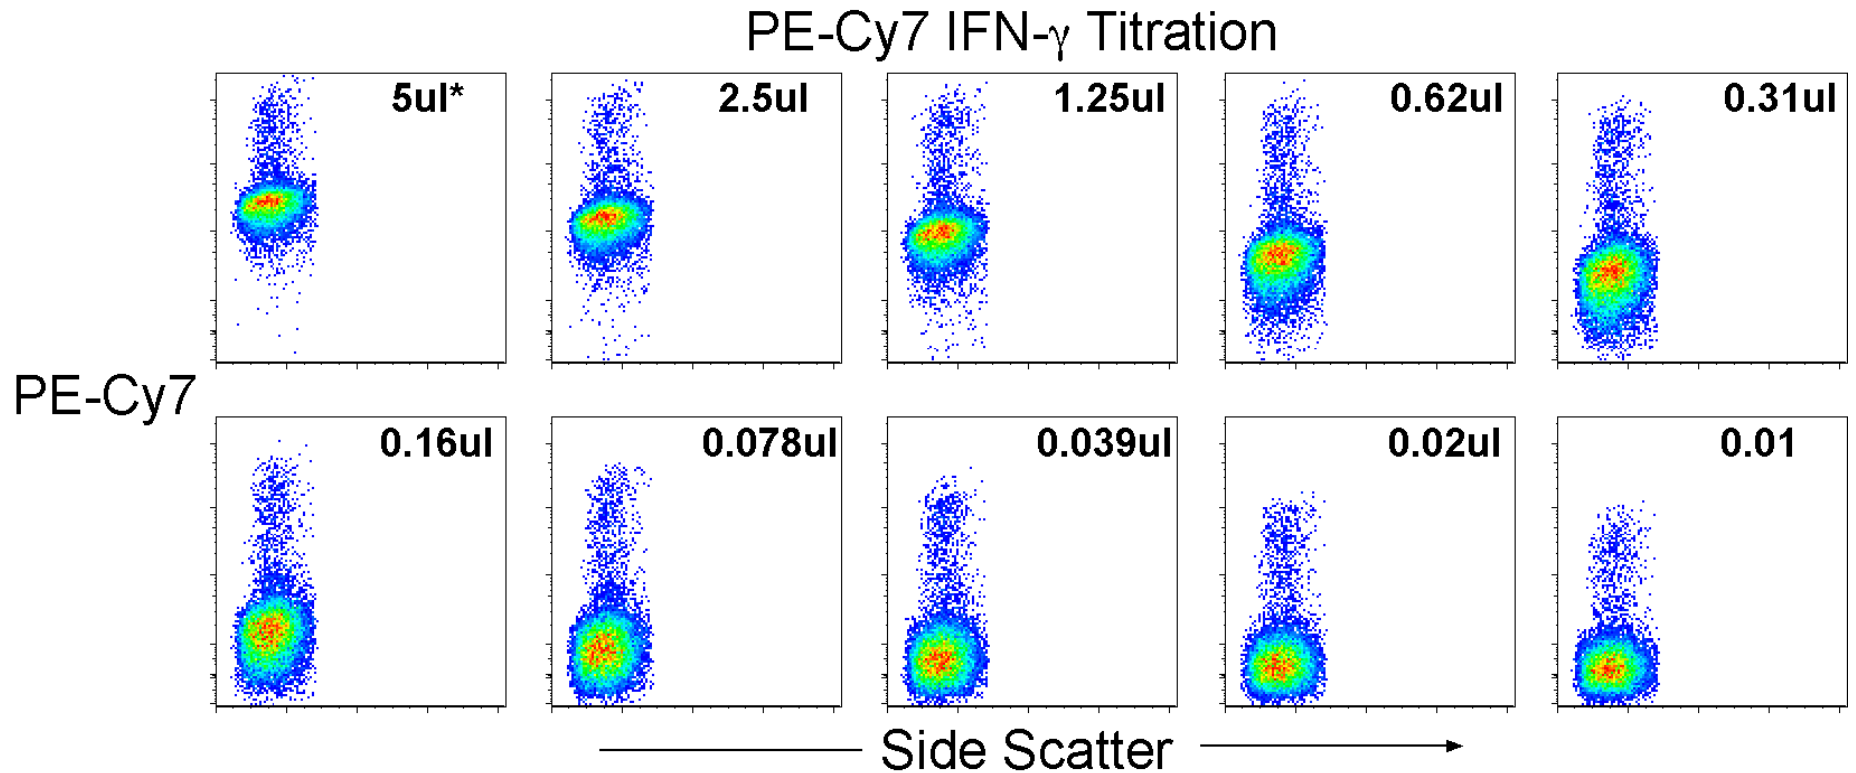 PE-Cy7 IFN-γ Titration
5ul* 2.5ul 1.25ul 0.62ul 0.31ul
PE-Cy7
0.16ul 0.078ul 0.039ul 0.02ul 0.01
Side Scatter